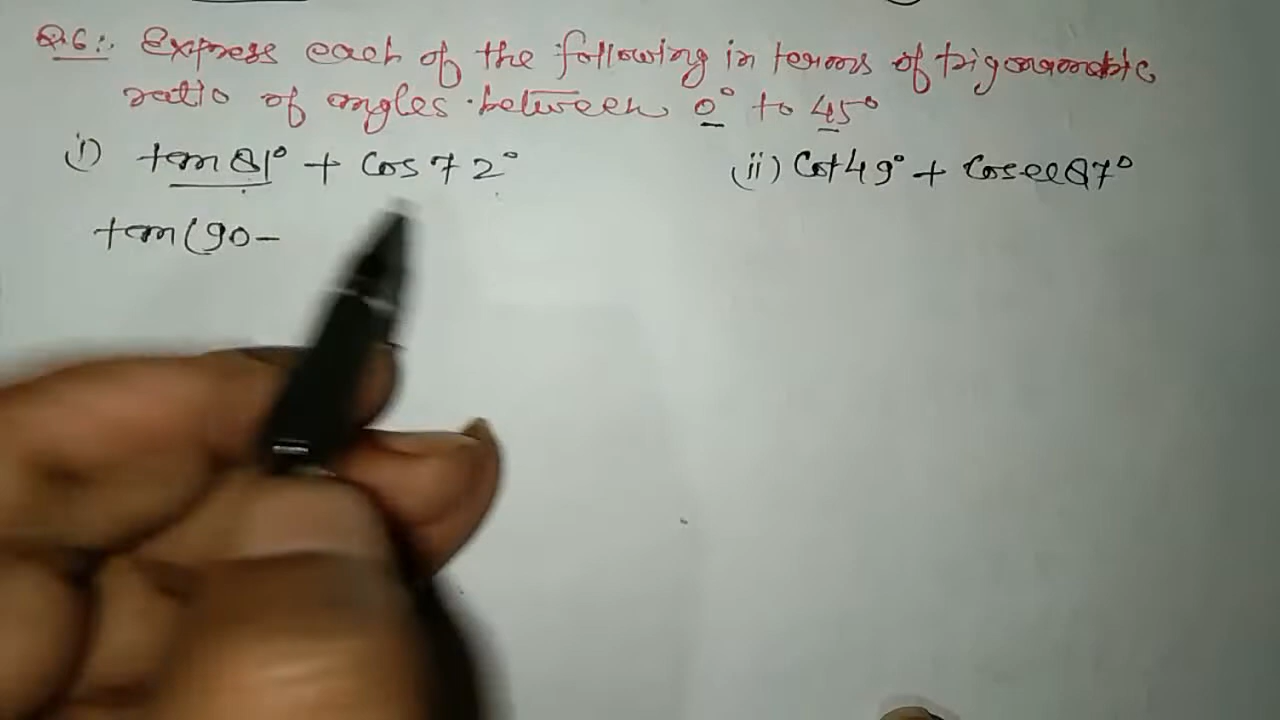 Q.6:. Express each of the following in terms of trigonometric
ratio of angles between 0° to 45°
(i) tan 81° + Cos 72°
(ii) Cot 49° + Cosec 87°
tan (90 -